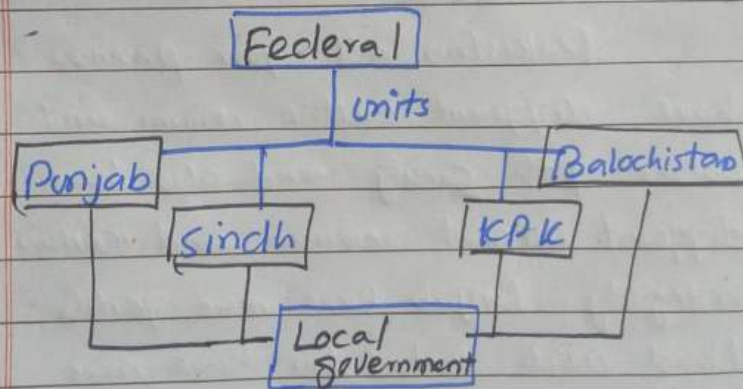 Federal
units
Punjab
Balochistan
Sindh
KPK
Local
government